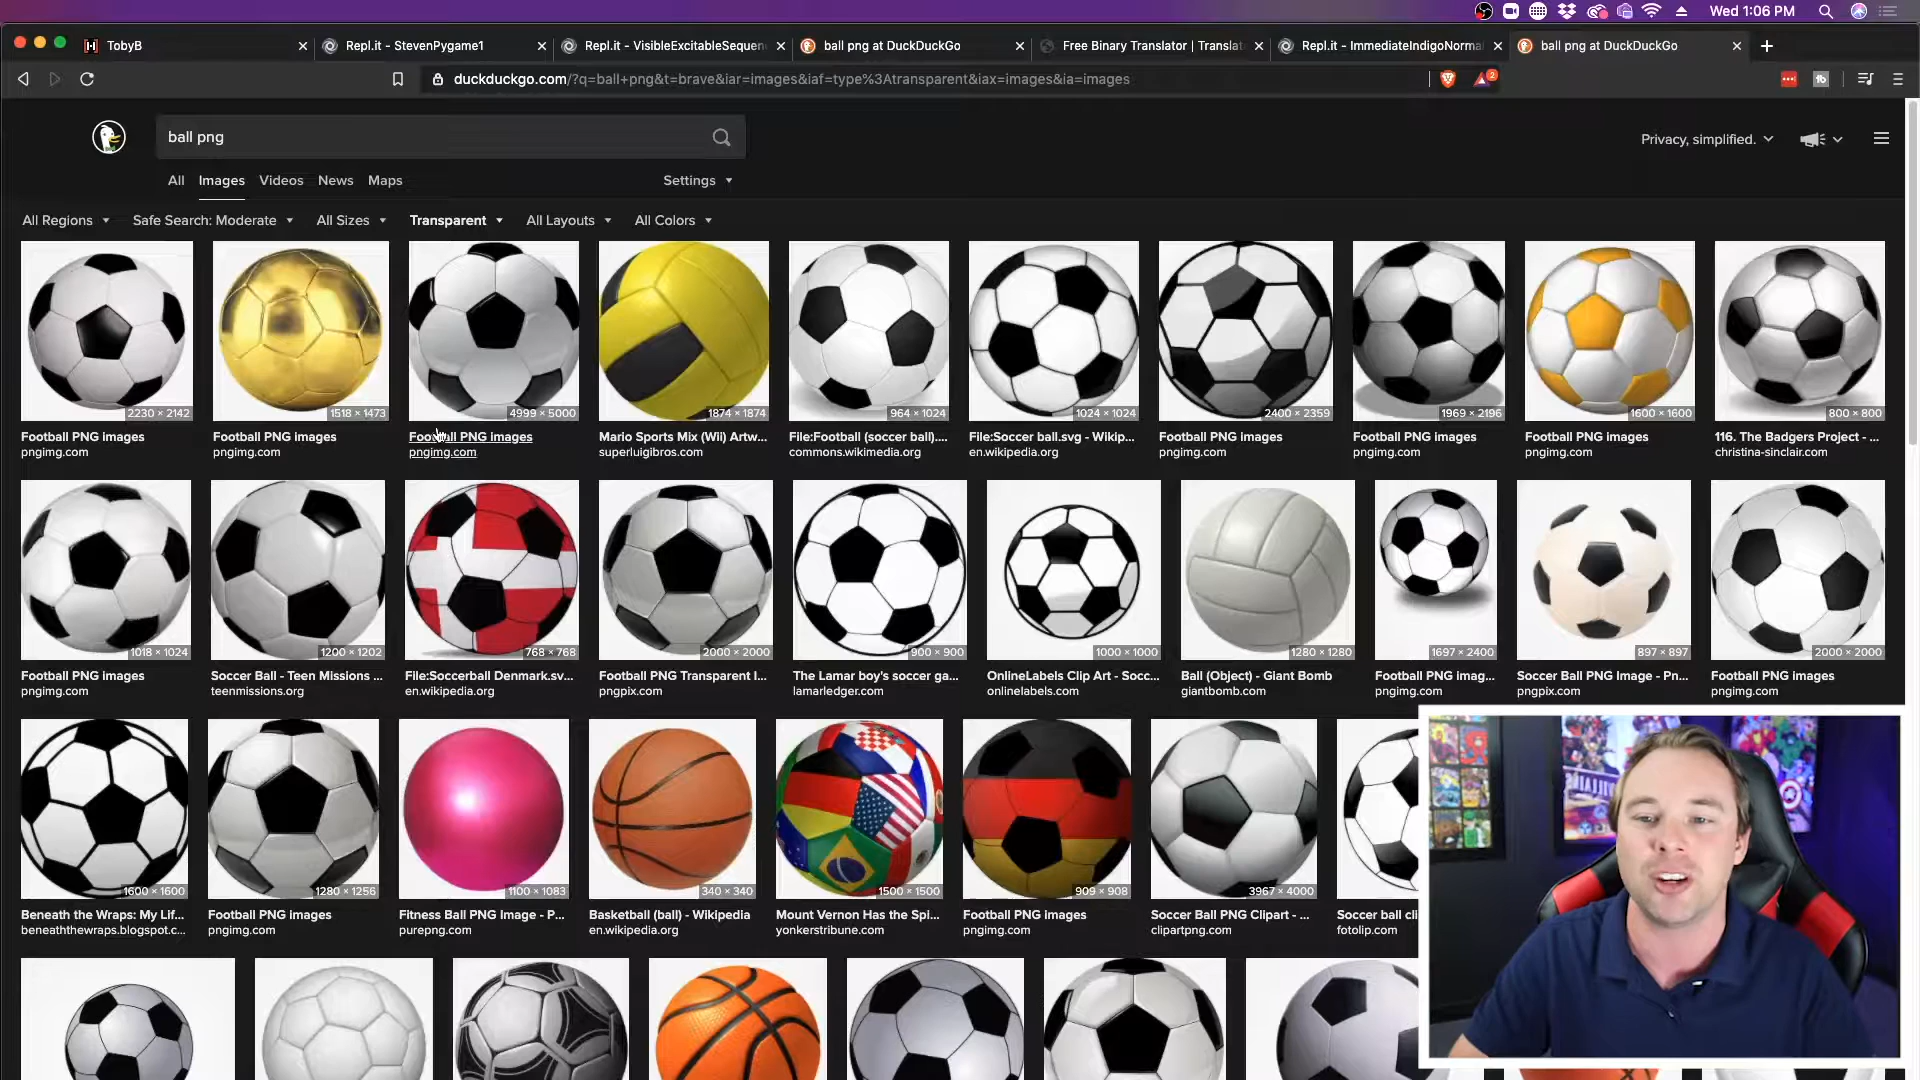 Wed 1:06 PM
TobyB
Repl.it - StevenPygame1
Repl.it - VisibleExcitableSequen
ball png at DuckDuckGo
Free Binary Translator | Translat
Repl.it - ImmediateIndigoNorma
ball png at DuckDuckGo
duckduckgo.com/?q=ball+png&t=brave&iar=images&iaf=type%3Atransparent&iax=images&ia=images
2
ball png
Privacy, simplified.
All Images Videos News Maps Settings
All Regions Safe Search: Moderate All Sizes Transparent All Layouts All Colors
2230 × 2142 1518 × 1473 4999 × 5000 1874 × 1874 964 × 1024 1024 × 1024 2400 × 2359 1969 × 2196 1600 × 1600 800 × 800
Football PNG images Football PNG images Football PNG images Mario Sports Mix (Wii) Artw... File:Football (soccer ball).... File:Soccer ball.svg - Wikip... Football PNG images Football PNG images Football PNG images 116. The Badgers Project - ...
pngimg.com pngimg.com pngimg.com superluigibros.com commons.wikimedia.org en.wikipedia.org pngimg.com pngimg.com pngimg.com christina-sinclair.com
1018 × 1024 1200 × 1202 768 × 768 2000 × 2000 900 × 900 1000 × 1000 1280 × 1280 1697 × 2400 897 × 897 2000 × 2000
Football PNG images Soccer Ball - Teen Missions ... File:Soccerball Denmark.sv... Football PNG Transparent I... The Lamar boy's soccer ga... OnlineLabels Clip Art - Socc... Ball (Object) - Giant Bomb Football PNG imag... Soccer Ball PNG Image - Pn... Football PNG images
pngimg.com teenmissions.org en.wikipedia.org pngpix.com lamarledger.com onlinelabels.com giantbomb.com pngimg.com pngpix.com pngimg.com
1600 × 1600 1280 × 1256 1100 × 1083 340 × 340 1500 × 1500 909 × 908 3967 × 4000
Beneath the Wraps: My Lif... Football PNG images Fitness Ball PNG Image - P... Basketball (ball) - Wikipedia Mount Vernon Has the Spi... Football PNG images Soccer Ball PNG Clipart - ... Soccer ball cli
beneaththewraps.blogspot.c... pngimg.com purepng.com en.wikipedia.org yonkerstribune.com pngimg.com clipartpng.com fotolip.com